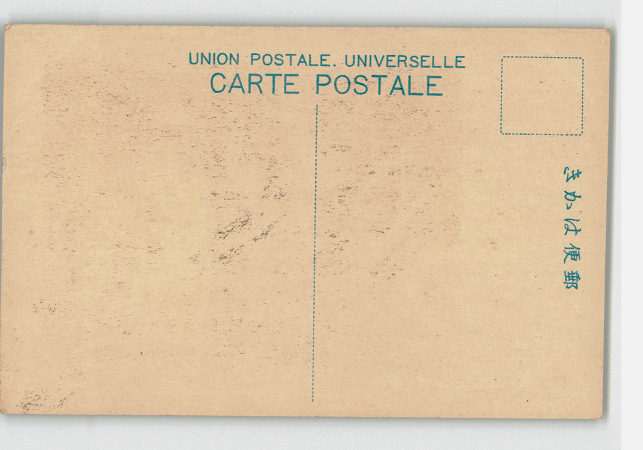 UNION POSTALE. UNIVERSELLE
CARTE POSTALE
郵便はかき